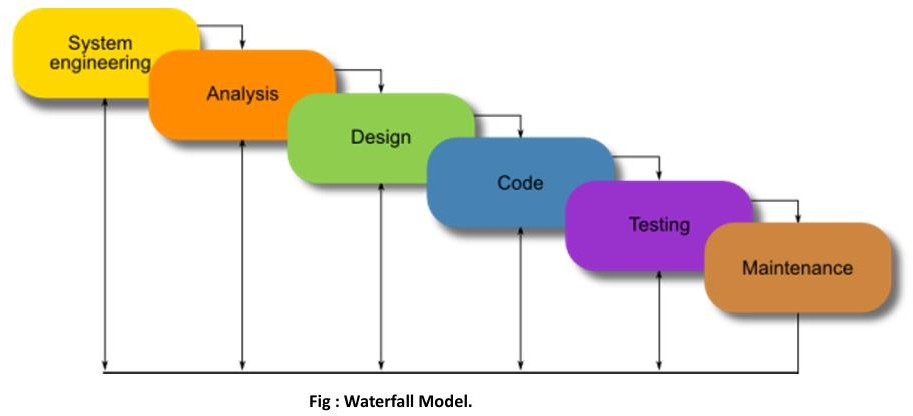 System
engineering
Analysis
Design
Code
Testing
Maintenance
Fig : Waterfall Model.